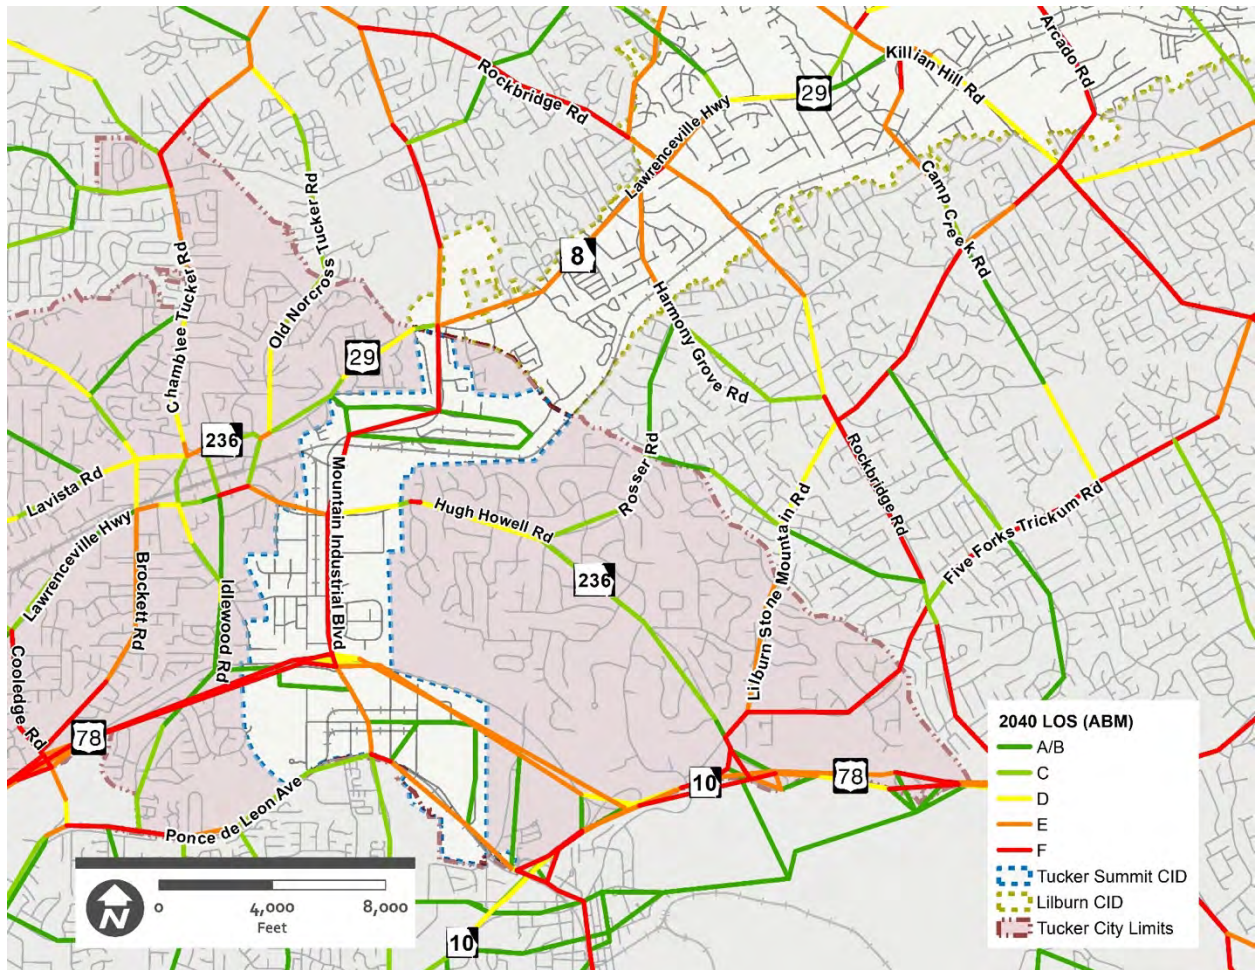 Arcado Rd
Killian Hill Rd
Rockbridge Rd
29
Lawrenceville Hwy
Camp Creek Rd
Old Norcross Tucker Rd
Chamblee Tucker Rd
8
Harmony Grove Rd
29
236
Lavista Rd
Lawrenceville Hwy
Mountain Industrial Blvd
Hugh Howell Rd
Rosser Rd
Rockbridge Rd
Five Forks Trickum Rd
Lilburn Stone Mountain Rd
236
Brockett Rd
Idlewood Rd
Cooledge Rd
78
10
78
Ponce de Leon Ave
10
N
0
4,000
8,000
Feet
2040 LOS (ABM)
A/B
C
D
E
F
Tucker Summit CID
Lilburn CID
Tucker City Limits